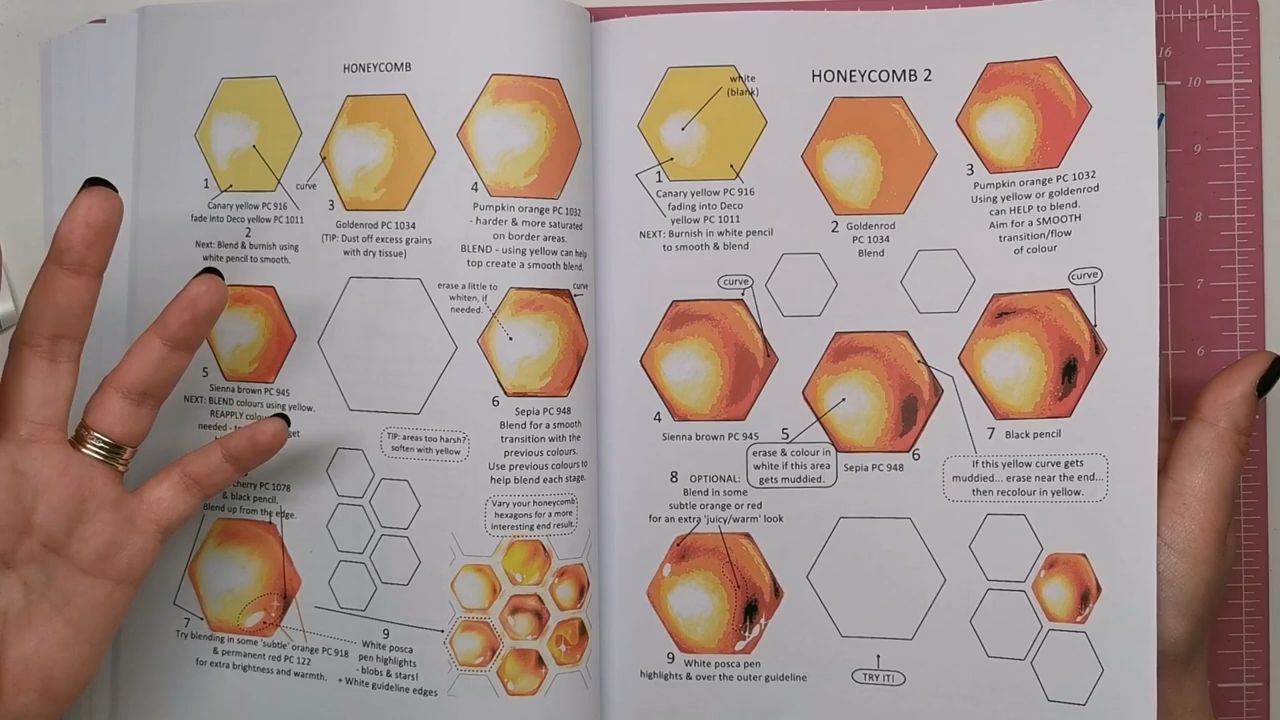 HONEYCOMB
1
Canary yellow PC 916
fade into Deco yellow PC 1011
2
Next: Blend & burnish using
white pencil to smooth.
curve
3
Goldenrod PC 1034
(TIP: Dust off excess grains
with dry tissue)
4
Pumpkin orange PC 1032
- harder & more saturated
on border areas.
BLEND - using yellow can help
top create a smooth blend.
5
Sienna brown PC 945
NEXT: BLEND colours using yellow.
REAPPLY
needed -
erase a little to
whiten, if
needed.
curve
6
Sepia PC 948
Blend for a smooth
transition with the
previous colours.
Use previous colours to
help blend each stage.
TIP: areas too harsh?
soften with yellow
cherry PC 1078
& black pencil.
Blend up from the edge.
7
Try blending in some 'subtle' orange PC 918
& permanent red PC 122
for extra brightness and warmth.
Vary your honeycomb
hexagons for a more
interesting end result.
9
White posca
pen highlights
- blobs & stars!
+ White guideline edges
HONEYCOMB 2
white
(blank)
1
Canary yellow PC 916
fading into Deco
yellow PC 1011
NEXT: Burnish in white pencil
to smooth & blend
2 Goldenrod
PC 1034
Blend
3
Pumpkin orange PC 1032
Using yellow or goldenrod
can HELP to blend.
Aim for a SMOOTH
transition/flow
of colour
curve
4
Sienna brown PC 945
5
erase & colour in
white if this area
gets muddied.
6
Sepia PC 948
curve
7 Black pencil
If this yellow curve gets
muddied... erase near the end...
then recolour in yellow.
8 OPTIONAL:
Blend in some
subtle orange or red
for an extra 'juicy/warm' look
9 White posca pen
highlights & over the outer guideline
TRY IT!
16
10
9
8
7
6